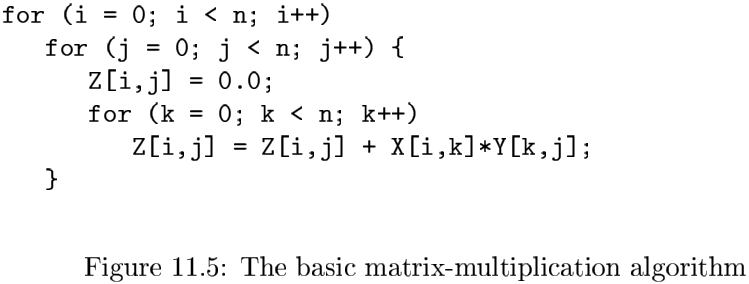 for (i = 0; i < n; i++)
   for (j = 0; j < n; j++) {
      Z[i,j] = 0.0;
      for (k = 0; k < n; k++)
         Z[i,j] = Z[i,j] + X[i,k]*Y[k,j];
   }
Figure 11.5: The basic matrix-multiplication algorithm